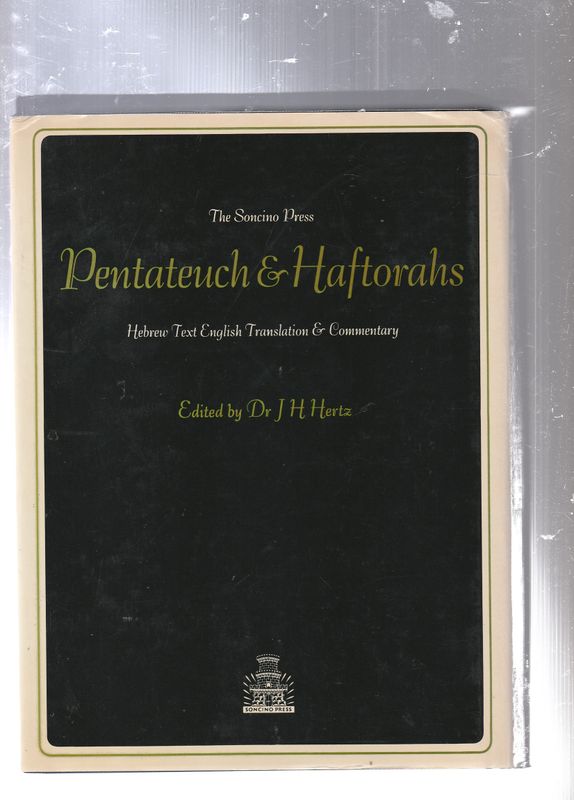 The Soncino Press
Pentateuch & Haftorahs
Hebrew Text English Translation & Commentary
Edited by Dr J H Hertz
SONCINO PRESS